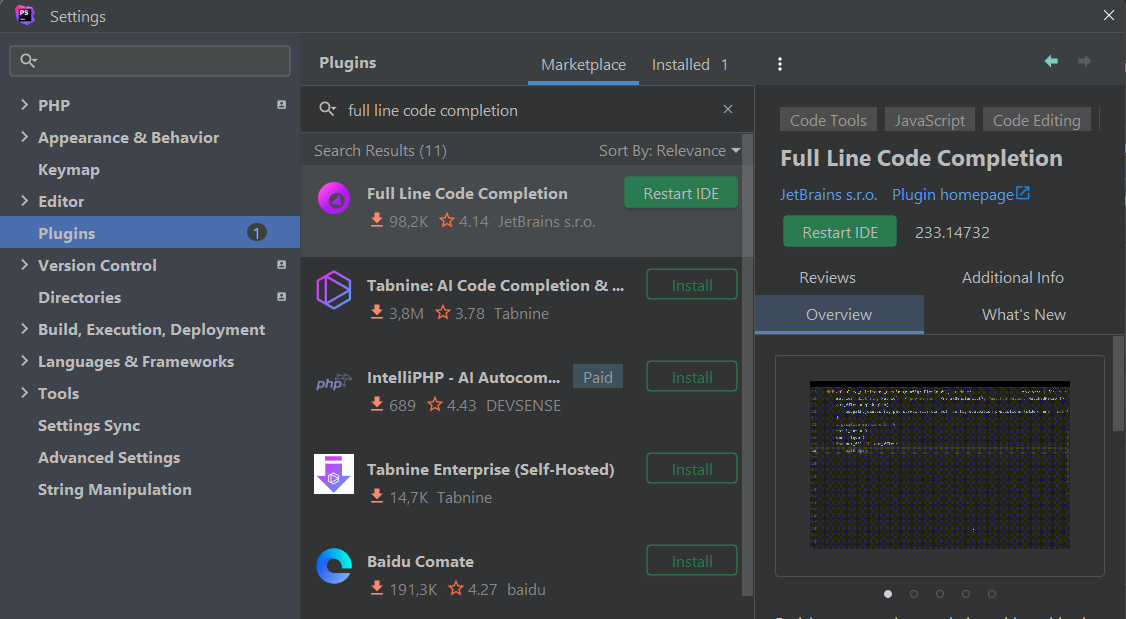 PS
Settings
PHP
Appearance & Behavior
Keymap
Editor
Plugins 1
Version Control
Directories
Build, Execution, Deployment
Languages & Frameworks
Tools
Settings Sync
Advanced Settings
String Manipulation
Plugins Marketplace Installed 1
full line code completion
Search Results (11) Sort By: Relevance
Full Line Code Completion Restart IDE
98,2K 4.14 JetBrains s.r.o.
Tabnine: AI Code Completion & ... Install
3,8M 3.78 Tabnine
php IntelliPHP - AI Autocom... Paid Install
689 4.43 DEVSENSE
Tabnine Enterprise (Self-Hosted) Install
14,7K Tabnine
Baidu Comate Install
191,3K 4.27 baidu
Code Tools JavaScript Code Editing
Full Line Code Completion
JetBrains s.r.o. Plugin homepage
Restart IDE 233.14732
Reviews Additional Info
Overview What's New